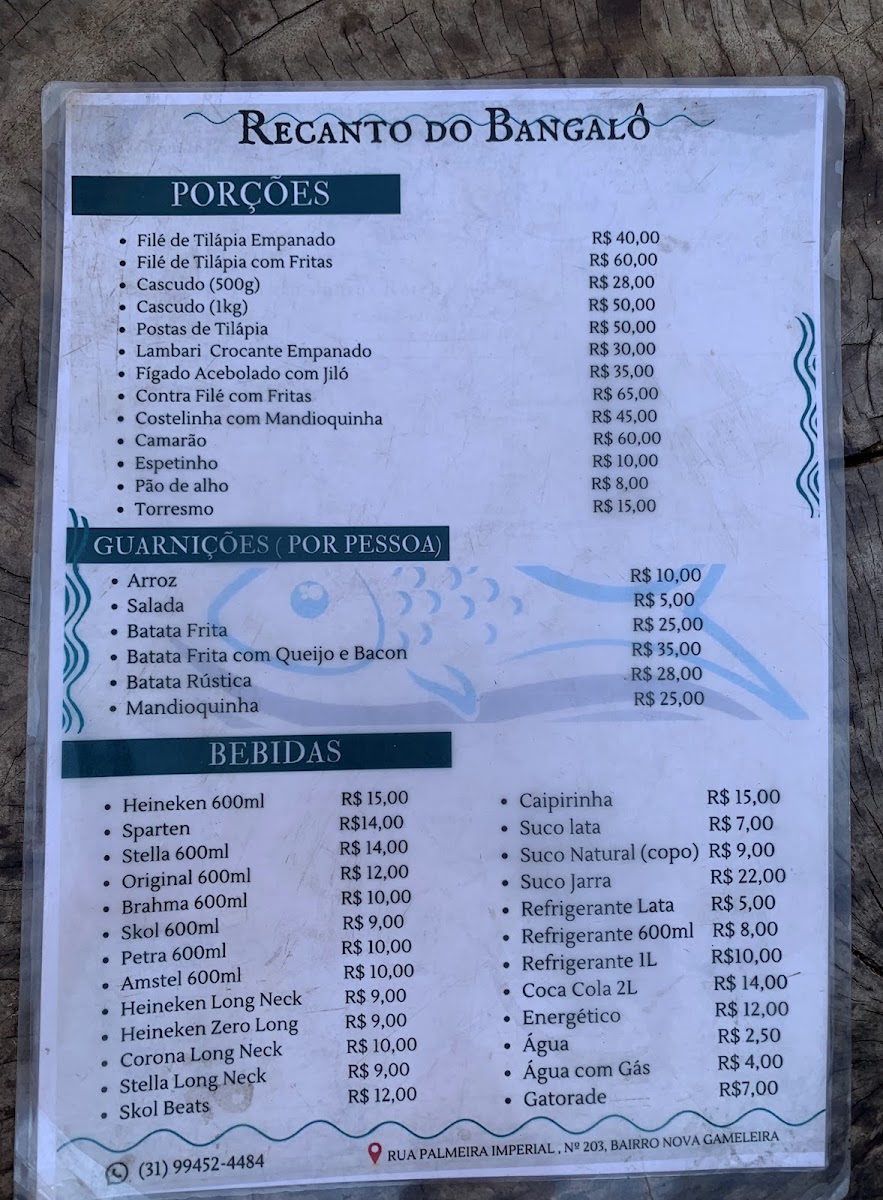 Recanto do Bangalô
PORÇÕES
• Filé de Tilápia Empanado R$ 40,00
• Filé de Tilápia com Fritas R$ 60,00
• Cascudo (500g) R$ 28,00
• Cascudo (1kg) R$ 50,00
• Postas de Tilápia R$ 50,00
• Lambari Crocante Empanado R$ 30,00
• Fígado Acebolado com Jiló R$ 35,00
• Contra Filé com Fritas R$ 65,00
• Costelinha com Mandioquinha R$ 45,00
• Camarão R$ 60,00
• Espetinho R$ 10,00
• Pão de alho R$ 8,00
• Torresmo R$ 15,00
GUARNIÇÕES ( POR PESSOA)
• Arroz R$ 10,00
• Salada R$ 5,00
• Batata Frita R$ 25,00
• Batata Frita com Queijo e Bacon R$ 35,00
• Batata Rústica R$ 28,00
• Mandioquinha R$ 25,00
BEBIDAS
• Heineken 600ml R$ 15,00
• Sparten R$14,00
• Stella 600ml R$ 14,00
• Original 600ml R$ 12,00
• Brahma 600ml R$ 10,00
• Skol 600ml R$ 9,00
• Petra 600ml R$ 10,00
• Amstel 600ml R$ 10,00
• Heineken Long Neck R$ 9,00
• Heineken Zero Long R$ 9,00
• Corona Long Neck R$ 10,00
• Stella Long Neck R$ 9,00
• Skol Beats R$ 12,00
• Caipirinha R$ 15,00
• Suco lata R$ 7,00
• Suco Natural (copo) R$ 9,00
• Suco Jarra R$ 22,00
• Refrigerante Lata R$ 5,00
• Refrigerante 600ml R$ 8,00
• Refrigerante 1L R$10,00
• Coca Cola 2L R$ 14,00
• Energético R$ 12,00
• Água R$ 2,50
• Água com Gás R$ 4,00
• Gatorade R$7,00
(31) 99452-4484
RUA PALMEIRA IMPERIAL , Nº 203, BAIRRO NOVA GAMELEIRA